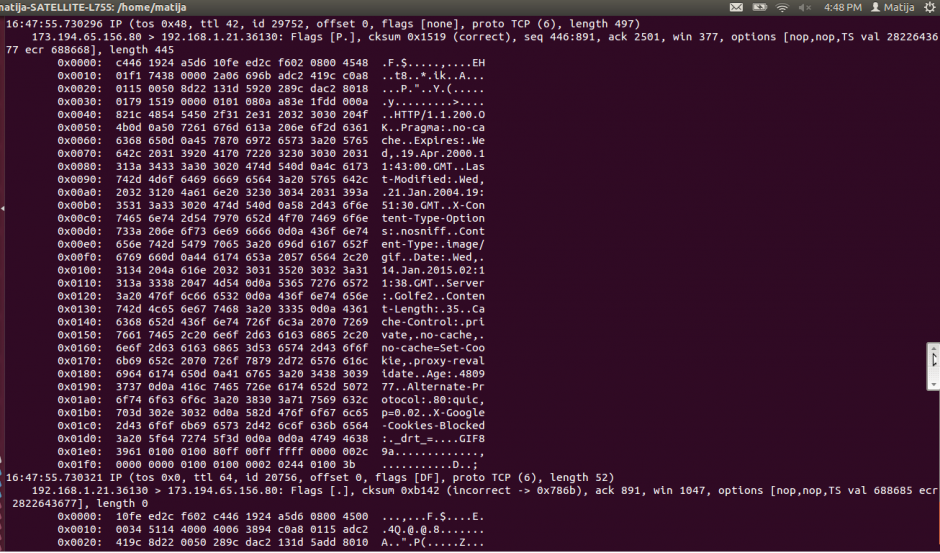 matija-SATELLITE-L755: /home/matija
4:48 PM Matija
16:47:55.730296 IP (tos 0x48, ttl 42, id 29752, offset 0, flags [none], proto TCP (6), length 497)
173.194.65.156.80 > 192.168.1.21.36130: Flags [P.], cksum 0x1519 (correct), seq 446:891, ack 2501, win 377, options [nop,nop,TS val 28226436
77 ecr 688668], length 445
0x0000: c446 1924 a5d6 10fe ed2c f602 0800 4548 .F.$.....,....EH
0x0010: 01f1 7438 0000 2a06 696b adc2 419c c0a8 ..t8..*.ik..A...
0x0020: 0115 0050 8d22 131d 5920 289c dac2 8018 ...P."..Y.(.....
0x0030: 0179 1519 0000 0101 080a a83e 1fdd 000a .y.........>....
0x0040: 821c 4854 5450 2f31 2e31 2032 3030 204f ..HTTP/1.1.200.O
0x0050: 4b0d 0a50 7261 676d 613a 206e 6f2d 6361 K..Pragma:.no-ca
0x0060: 6368 650d 0a45 7870 6972 6573 3a20 5765 che..Expires:.We
0x0070: 642c 2031 3920 4170 7220 3230 3030 2031 d,.19.Apr.2000.1
0x0080: 313a 3433 3a30 3020 474d 540d 0a4c 6173 1:43:00.GMT..Las
0x0090: 742d 4d6f 6469 6669 6564 3a20 5765 642c t-Modified:.Wed,
0x00a0: 2032 3120 4a61 6e20 3230 3034 2031 393a .21.Jan.2004.19:
0x00b0: 3531 3a33 3020 474d 540d 0a58 2d43 6f6e 51:30.GMT..X-Con
0x00c0: 7465 6e74 2d54 7970 652d 4f70 7469 6f6e tent-Type-Option
0x00d0: 733a 206e 6f73 6e69 6666 0d0a 436f 6e74 s:.nosniff..Cont
0x00e0: 656e 742d 5479 7065 3a20 696d 6167 652f ent-Type:.image/
0x00f0: 6769 660d 0a44 6174 653a 2057 6564 2c20 gif..Date:.Wed,.
0x0100: 3134 204a 616e 2032 3031 3520 3032 3a31 14.Jan.2015.02:1
0x0110: 313a 3338 2047 4d54 0d0a 5365 7276 6572 1:38.GMT..Server
0x0120: 3a20 476f 6c66 6532 0d0a 436f 6e74 656e :.Golfe2..Conten
0x0130: 742d 4c65 6e67 7468 3a20 3335 0d0a 4361 t-Length:.35..Ca
0x0140: 6368 652d 436f 6e74 726f 6c3a 2070 7269 che-Control:.pri
0x0150: 7661 7465 2c20 6e6f 2d63 6163 6865 2c20 vate,.no-cache,.
0x0160: 6e6f 2d63 6163 6865 3d53 6574 2d43 6f6f no-cache=Set-Coo
0x0170: 6b69 652c 2070 726f 7879 2d72 6576 616c kie,.proxy-reval
0x0180: 6964 6174 650d 0a41 6765 3a20 3438 3039 idate..Age:.4809
0x0190: 3737 0d0a 416c 7465 726e 6174 652d 5072 77..Alternate-Pr
0x01a0: 6f74 6f63 6f6c 3a20 3830 3a71 7569 632c otocol:.80:quic,
0x01b0: 703d 302e 3032 0d0a 582d 476f 6f67 6c65 p=0.02..X-Google
0x01c0: 2d43 6f6f 6b69 6573 2d42 6c6f 636b 6564 -Cookies-Blocked
0x01d0: 3a20 5f64 7274 5f3d 0d0a 0d0a 4749 4638 :._drt_=....GIF8
0x01e0: 3961 0100 0100 80ff 00ff ffff 0000 002c 9a.............,
0x01f0: 0000 0000 0100 0100 0002 0244 0100 3b ...........D..;
16:47:55.730321 IP (tos 0x0, ttl 64, id 20756, offset 0, flags [DF], proto TCP (6), length 52)
192.168.1.21.36130 > 173.194.65.156.80: Flags [.], cksum 0xb142 (incorrect -> 0x786b), ack 891, win 1047, options [nop,nop,TS val 688685 ecr
2822643677], length 0
0x0000: 10fe ed2c f602 c446 1924 a5d6 0800 4500 ...,...F.$....E.
0x0010: 0034 5114 4000 4006 3894 c0a8 0115 adc2 .4Q.@.@.8.......
0x0020: 419c 8d22 0050 289c dac2 131d 5add 8010 A..".P(.....Z...